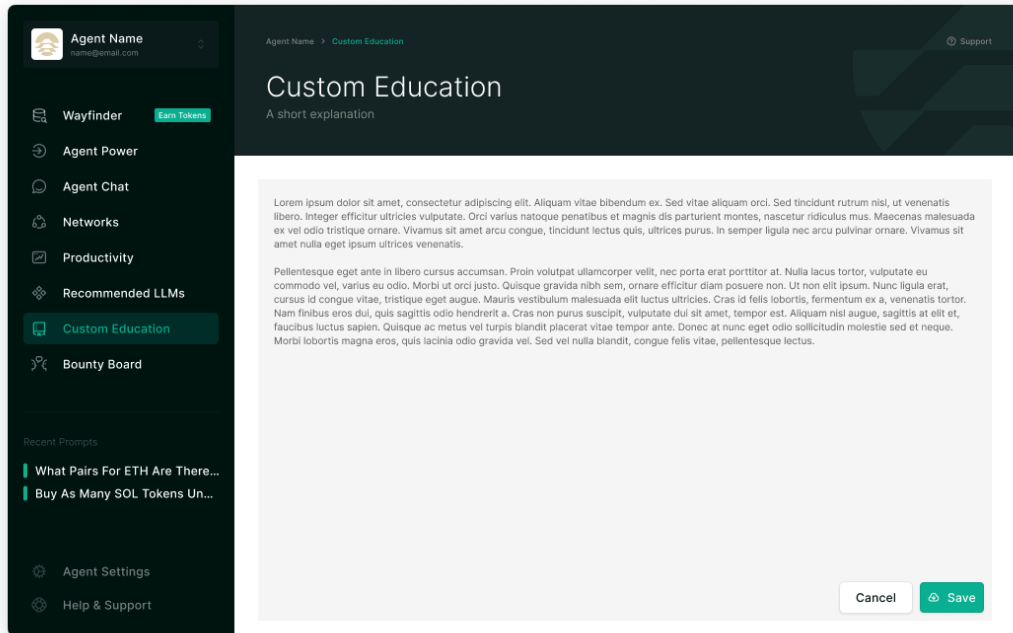 Agent Name
name@email.com
Wayfinder
Earn Tokens
Agent Power
Agent Chat
Networks
Productivity
Recommended LLMs
Custom Education
Bounty Board
Recent Prompts
What Pairs For ETH Are There...
Buy As Many SOL Tokens Un...
Agent Settings
Help & Support
Agent Name > Custom Education
Support
Custom Education
A short explanation
Lorem ipsum dolor sit amet, consectetur adipiscing elit. Aliquam vitae bibendum ex. Sed vitae aliquam orci. Sed tincidunt rutrum nisl, ut venenatis
libero. Integer efficitur ultricies vulputate. Orci varius natoque penatibus et magnis dis parturient montes, nascetur ridiculus mus. Maecenas malesuada
ex vel odio tristique ornare. Vivamus sit amet arcu congue, tincidunt lectus quis, ultrices purus. In semper ligula nec arcu pulvinar ornare. Vivamus sit
amet nulla eget ipsum ultrices venenatis.
Pellentesque eget ante in libero cursus accumsan. Proin volutpat ullamcorper velit, nec porta erat porttitor at. Nulla lacus tortor, vulputate eu
commodo vel, varius eu odio. Morbi ut orci justo. Quisque gravida nibh sem, ornare efficitur diam posuere non. Ut non elit ipsum. Nunc ligula erat,
cursus id congue vitae, tristique eget augue. Mauris vestibulum malesuada elit luctus ultricies. Cras id felis lobortis, fermentum ex a, venenatis tortor.
Nam finibus eros dui, quis sagittis odio hendrerit a. Cras non purus suscipit, vulputate dui sit amet, tempor est. Aliquam nisl augue, sagittis at elit et,
faucibus luctus sapien. Quisque ac metus vel turpis blandit placerat vitae tempor ante. Donec at nunc eget odio sollicitudin molestie sed et neque.
Morbi lobortis magna eros, quis lacinia odio gravida vel. Sed vel nulla blandit, congue felis vitae, pellentesque lectus.
Cancel
Save